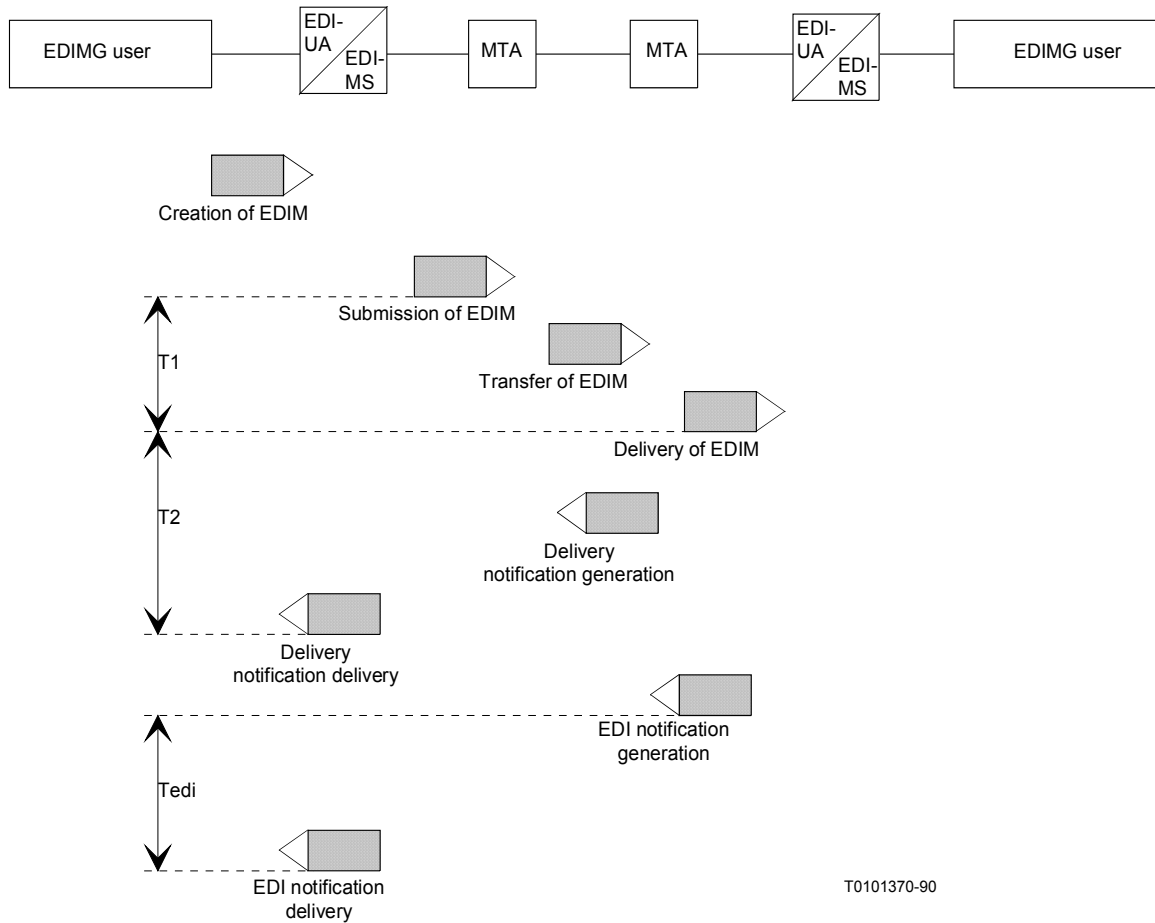 EDIMG user
EDI-
UA
EDI-
MS
MTA
MTA
EDI-
UA
EDI-
MS
EDIMG user
Creation of EDIM
Submission of EDIM
T1
Transfer of EDIM
Delivery of EDIM
T2
Delivery
notification generation
Delivery
notification delivery
EDI notification
generation
Tedi
EDI notification
delivery
T0101370-90